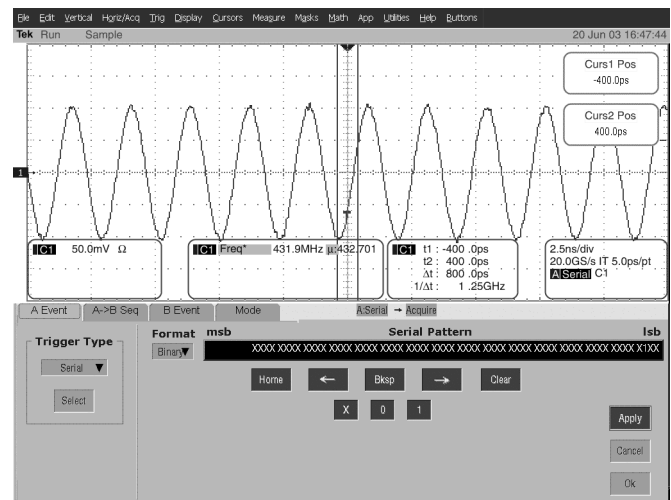 File Edit Vertical Horiz/Acq Trig Display Cursors Measure Masks Math App Utilities Help Buttons
Tek Run Sample 20 Jun 03 16:47:44
Curs1 Pos
-400.0ps
Curs2 Pos
400.0ps
1
C1 50.0mV Ω
C1 Freq* 431.9MHz µ:432.701
C1 t1 : -400 .0ps
t2 : 400 .0ps
Δt : 800 .0ps
1/Δt : 1 .25GHz
2.5ns/div
20.0GS/s IT 5.0ps/pt
A Serial C1
A Event A->B Seq B Event Mode A:Serial → Acquire
Trigger Type
Serial ▼
Select
Format msb Serial Pattern lsb
Binary▼ XXXX XXXX XXXX XXXX XXXX XXXX XXXX XXXX XXXX XXXX XXXX XXXX XXXX XXXX XXXX X1XX
Home ← Bksp → Clear
X 0 1
Apply
Cancel
Ok